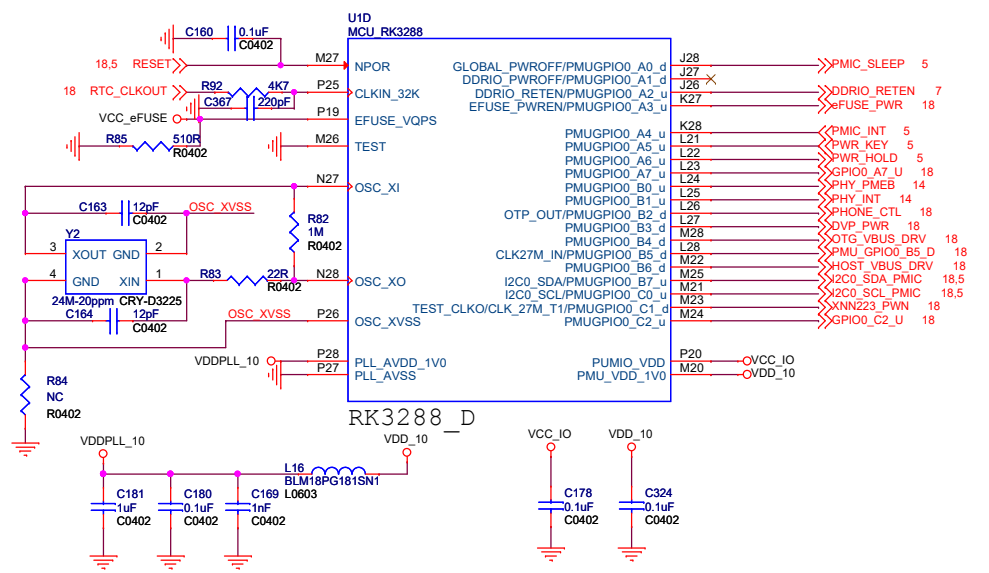 U1D
MCU_RK3288
C160
0.1uF
C0402
18,5 RESET
M27
NPOR
18 RTC_CLKOUT
R92
4K7
P25
CLKIN_32K
C367
220pF
VCC_eFUSE
P19
EFUSE_VQPS
R85
510R
R0402
M26
TEST
N27
OSC_XI
C163
12pF
C0402
OSC_XVSS
R82
1M
R0402
Y2
3
XOUT GND
2
4
GND
XIN
1
R83
22R
R0402
N28
OSC_XO
24M-20ppm
CRY-D3225
C164
12pF
C0402
OSC_XVSS
P26
OSC_XVSS
VDDPLL_10
P28
PLL_AVDD_1V0
P27
PLL_AVSS
R84
NC
R0402
GLOBAL_PWROFF/PMUGPIO0_A0_d
J28
PMIC_SLEEP 5
DDRIO_PWROFF/PMUGPIO0_A1_d
J27
DDRIO_RETEN/PMUGPIO0_A2_u
J26
DDRIO_RETEN 7
EFUSE_PWREN/PMUGPIO0_A3_u
K27
eFUSE_PWR 18
PMUGPIO0_A4_u
K28
PMIC_INT 5
PMUGPIO0_A5_u
L21
PWR_KEY 5
PMUGPIO0_A6_u
L22
PWR_HOLD 5
PMUGPIO0_A7_u
L23
GPIO0_A7_U 18
PMUGPIO0_B0_u
L24
PHY_PMEB 14
PMUGPIO0_B1_u
L25
PHY_INT 14
OTP_OUT/PMUGPIO0_B2_d
L26
PHONE_CTL 18
PMUGPIO0_B3_d
L27
DVP_PWR 18
PMUGPIO0_B4_d
M28
OTG_VBUS_DRV 18
CLK27M_IN/PMUGPIO0_B5_d
L28
PMU_GPIO0_B5_D 18
PMUGPIO0_B6_d
M22
HOST_VBUS_DRV 18
I2C0_SDA/PMUGPIO0_B7_u
M25
I2C0_SDA_PMIC 18,5
I2C0_SCL/PMUGPIO0_C0_u
M21
I2C0_SCL_PMIC 18,5
TEST_CLKO/CLK_27M_T1/PMUGPIO0_C1_d
M23
XNN223_PWN 18
PMUGPIO0_C2_u
M24
GPIO0_C2_U 18
PUMIO_VDD
P20
VCC_IO
PMU_VDD_1V0
M20
VDD_10
RK3288_D
VDDPLL_10
L16
BLM18PG181SN1
L0603
VDD_10
C181
1uF
C0402
C180
0.1uF
C0402
C169
1nF
C0402
VCC_IO
C178
0.1uF
C0402
VDD_10
C324
0.1uF
C0402